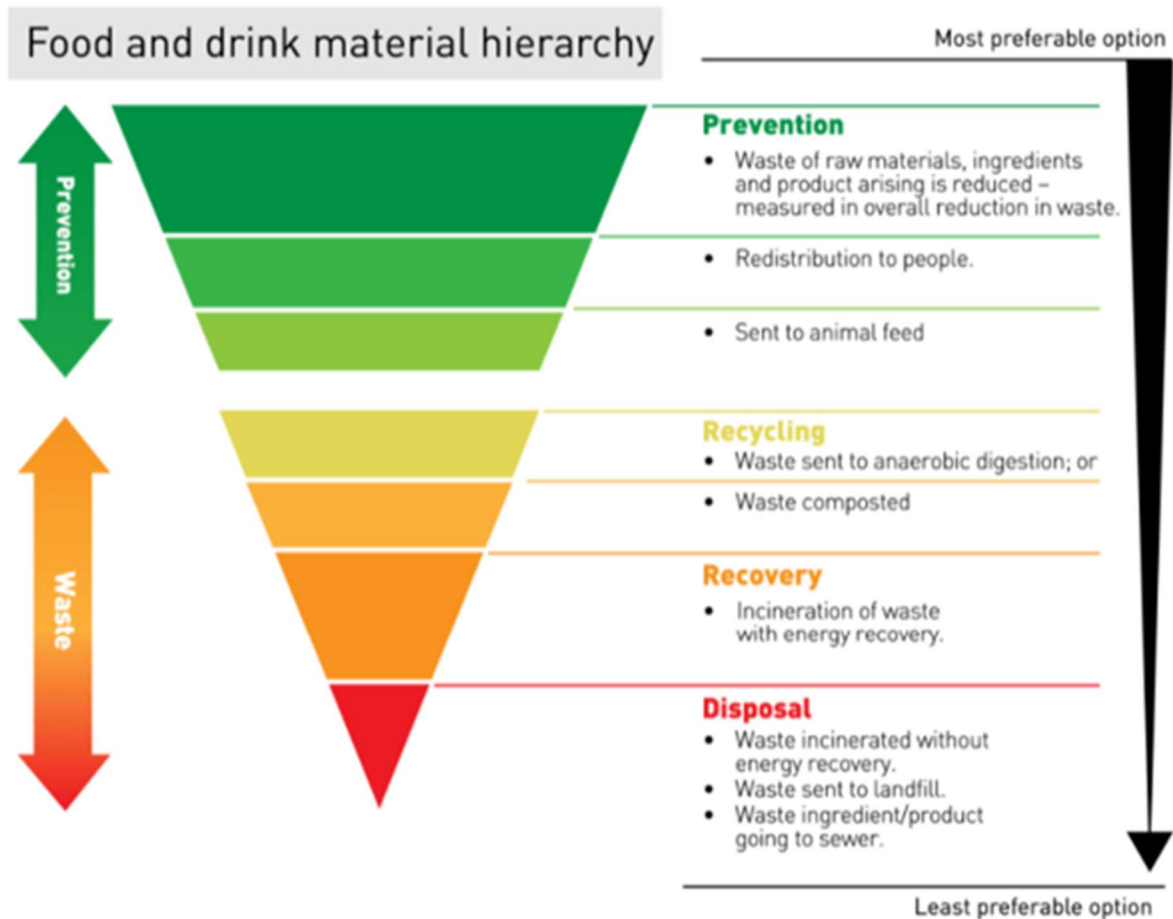 Food and drink material hierarchy
Most preferable option
Prevention
Prevention
• Waste of raw materials, ingredients
and product arising is reduced –
measured in overall reduction in waste.
• Redistribution to people.
• Sent to animal feed
Waste
Recycling
• Waste sent to anaerobic digestion; or
• Waste composted
Recovery
• Incineration of waste
with energy recovery.
Disposal
• Waste incinerated without
energy recovery.
• Waste sent to landfill.
• Waste ingredient/product
going to sewer.
Least preferable option